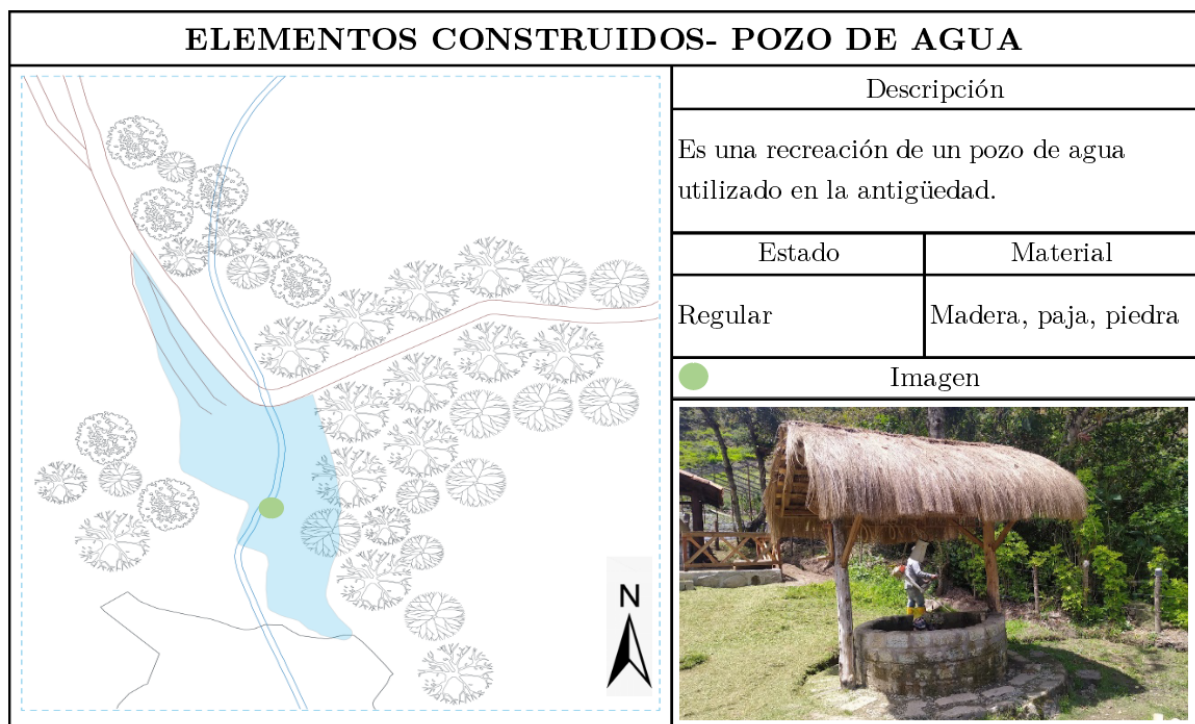 ELEMENTOS CONSTRUIDOS- POZO DE AGUA
Descripción
Es una recreación de un pozo de agua
utilizado en la antigüedad.
Estado
Material
Regular
Madera, paja, piedra
Imagen
N